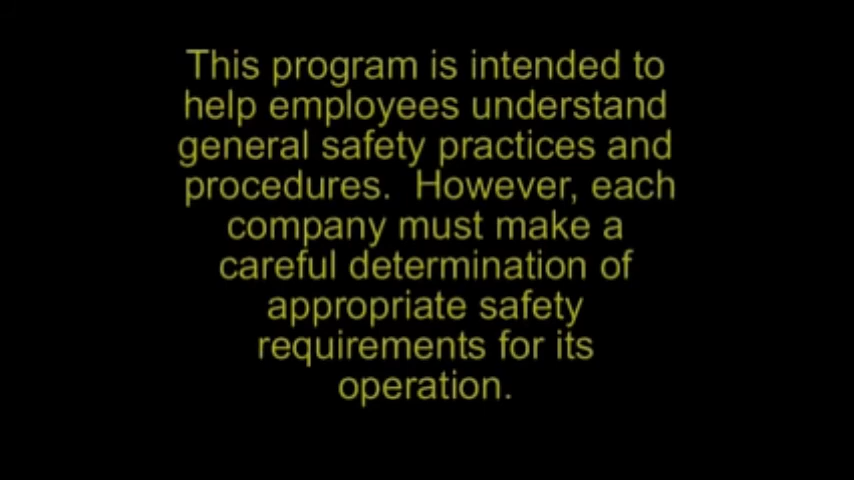 This program is intended to
help employees understand
general safety practices and
procedures.  However, each
company must make a
careful determination of
appropriate safety
requirements for its
operation.